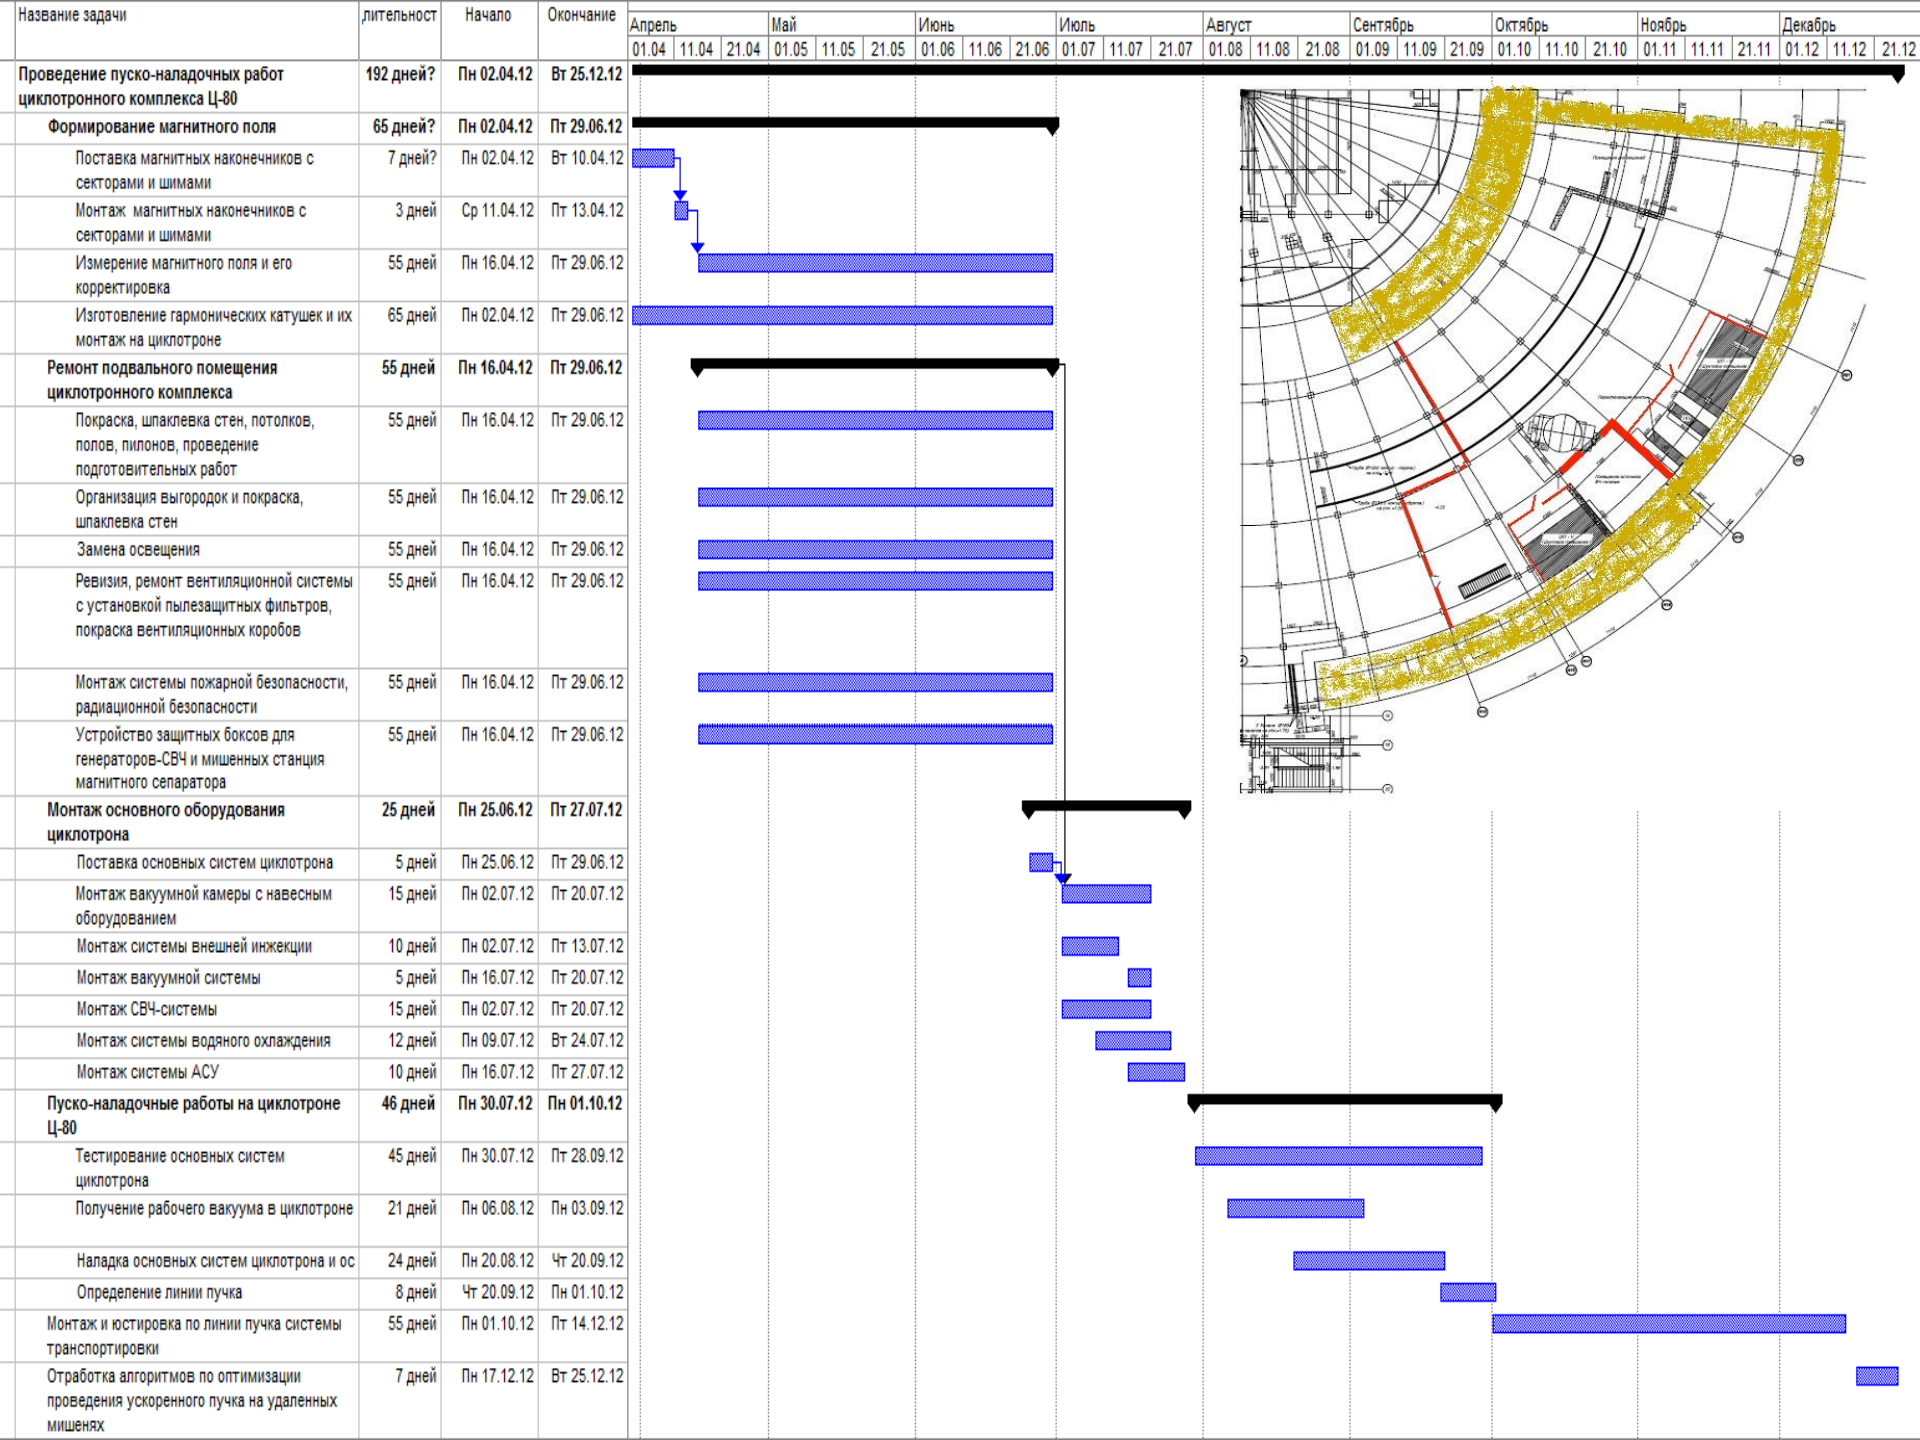 Название задачи длительност Начало Окончание
Апрель Май Июнь Июль Август Сентябрь Октябрь Ноябрь Декабрь
01.04 11.04 21.04 01.05 11.05 21.05 01.06 11.06 21.06 01.07 11.07 21.07 01.08 11.08 21.08 01.09 11.09 21.09 01.10 11.10 21.10 01.11 11.11 21.11 01.12 11.12 21.12
Проведение пуско-наладочных работ 192 дней? Пн 02.04.12 Вт 25.12.12
циклотронного комплекса Ц-80
Формирование магнитного поля 65 дней? Пн 02.04.12 Пт 29.06.12
Поставка магнитных наконечников с 7 дней? Пн 02.04.12 Вт 10.04.12
секторами и шимами
Монтаж магнитных наконечников с 3 дней Ср 11.04.12 Пт 13.04.12
секторами и шимами
Измерение магнитного поля и его 55 дней Пн 16.04.12 Пт 29.06.12
корректировка
Изготовление гармонических катушек и их 65 дней Пн 02.04.12 Пт 29.06.12
монтаж на циклотроне
Ремонт подвального помещения 55 дней Пн 16.04.12 Пт 29.06.12
циклотронного комплекса
Покраска, шпаклевка стен, потолков, 55 дней Пн 16.04.12 Пт 29.06.12
полов, пилонов, проведение
подготовительных работ
Организация выгородок и покраска, 55 дней Пн 16.04.12 Пт 29.06.12
шпаклевка стен
Замена освещения 55 дней Пн 16.04.12 Пт 29.06.12
Ревизия, ремонт вентиляционной системы 55 дней Пн 16.04.12 Пт 29.06.12
с установкой пылезащитных фильтров,
покраска вентиляционных коробов
Монтаж системы пожарной безопасности, 55 дней Пн 16.04.12 Пт 29.06.12
радиационной безопасности
Устройство защитных боксов для 55 дней Пн 16.04.12 Пт 29.06.12
генераторов-СВЧ и мишенных станция
магнитного сепаратора
Монтаж основного оборудования 25 дней Пн 25.06.12 Пт 27.07.12
циклотрона
Поставка основных систем циклотрона 5 дней Пн 25.06.12 Пт 29.06.12
Монтаж вакуумной камеры с навесным 15 дней Пн 02.07.12 Пт 20.07.12
оборудованием
Монтаж системы внешней инжекции 10 дней Пн 02.07.12 Пт 13.07.12
Монтаж вакуумной системы 5 дней Пн 16.07.12 Пт 20.07.12
Монтаж СВЧ-системы 15 дней Пн 02.07.12 Пт 20.07.12
Монтаж системы водяного охлаждения 12 дней Пн 09.07.12 Вт 24.07.12
Монтаж системы АСУ 10 дней Пн 16.07.12 Пт 27.07.12
Пуско-наладочные работы на циклотроне 46 дней Пн 30.07.12 Пн 01.10.12
Ц-80
Тестирование основных систем 45 дней Пн 30.07.12 Пт 28.09.12
циклотрона
Получение рабочего вакуума в циклотроне 21 дней Пн 06.08.12 Пн 03.09.12
Наладка основных систем циклотрона и ос 24 дней Пн 20.08.12 Чт 20.09.12
Определение линии пучка 8 дней Чт 20.09.12 Пн 01.10.12
Монтаж и юстировка по линии пучка системы 55 дней Пн 01.10.12 Пт 14.12.12
транспортировки
Отработка алгоритмов по оптимизации 7 дней Пн 17.12.12 Вт 25.12.12
проведения ускоренного пучка на удаленных
мишенях